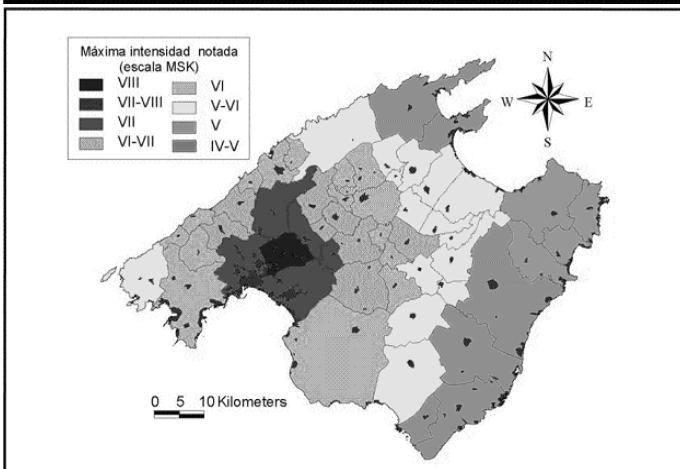 Máxima intensidad notada
(escala MSK)
VIII
VII-VIII
VII
VI-VII
VI
V-VI
V
IV-V
N
W
E
S
0 5 10 Kilometers